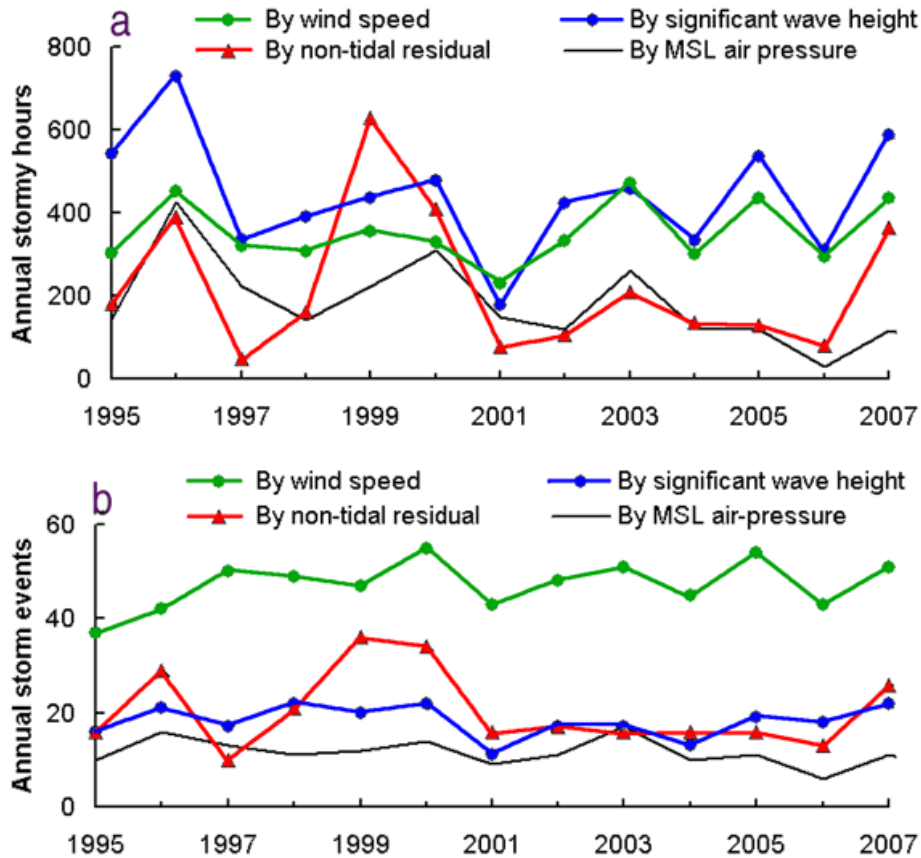 a
By wind speed By significant wave height
By non-tidal residual By MSL air pressure
Annual stomy hours
800
600
400
200
0
1995 1997 1999 2001 2003 2005 2007
b
By wind speed By significant wave height
By non-tidal residual By MSL air-pressure
Annual storm events
60
40
20
0
1995 1997 1999 2001 2003 2005 2007